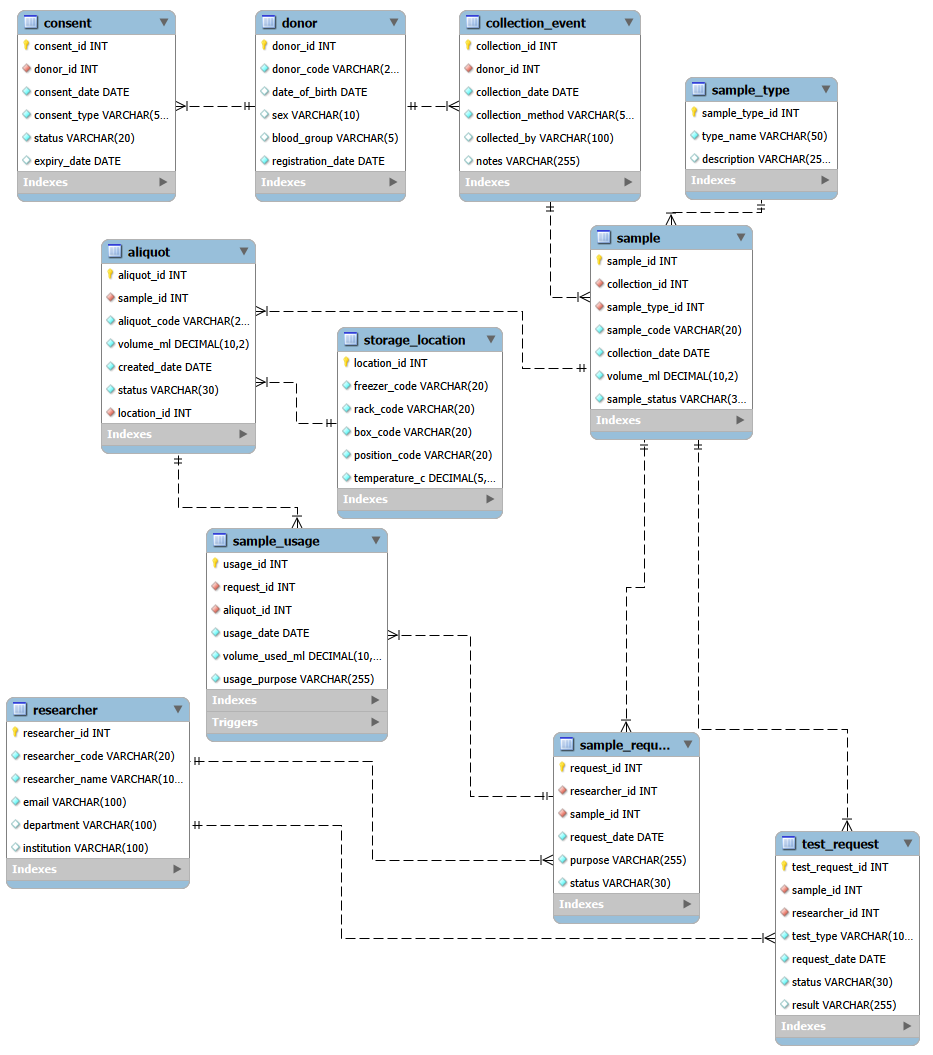 consent
consent_id INT
donor_id INT
consent_date DATE
consent_type VARCHAR(5...
status VARCHAR(20)
expiry_date DATE
Indexes
donor
donor_id INT
donor_code VARCHAR(2...
date_of_birth DATE
sex VARCHAR(10)
blood_group VARCHAR(5)
registration_date DATE
Indexes
collection_event
collection_id INT
donor_id INT
collection_date DATE
collection_method VARCHAR(5...
collected_by VARCHAR(100)
notes VARCHAR(255)
Indexes
sample_type
sample_type_id INT
type_name VARCHAR(50)
description VARCHAR(25...
Indexes
aliquot
aliquot_id INT
sample_id INT
aliquot_code VARCHAR(2...
volume_ml DECIMAL(10,2)
created_date DATE
status VARCHAR(30)
location_id INT
Indexes
storage_location
location_id INT
freezer_code VARCHAR(20)
rack_code VARCHAR(20)
box_code VARCHAR(20)
position_code VARCHAR(20)
temperature_c DECIMAL(5,...
Indexes
sample
sample_id INT
collection_id INT
sample_type_id INT
sample_code VARCHAR(20)
collection_date DATE
volume_ml DECIMAL(10,2)
sample_status VARCHAR(3...
Indexes
sample_usage
usage_id INT
request_id INT
aliquot_id INT
usage_date DATE
volume_used_ml DECIMAL(10,...
usage_purpose VARCHAR(255)
Indexes
Triggers
researcher
researcher_id INT
researcher_code VARCHAR(20)
researcher_name VARCHAR(10...
email VARCHAR(100)
department VARCHAR(100)
institution VARCHAR(100)
Indexes
sample_requ...
request_id INT
researcher_id INT
sample_id INT
request_date DATE
purpose VARCHAR(255)
status VARCHAR(30)
Indexes
test_request
test_request_id INT
sample_id INT
researcher_id INT
test_type VARCHAR(10...
request_date DATE
status VARCHAR(30)
result VARCHAR(255)
Indexes